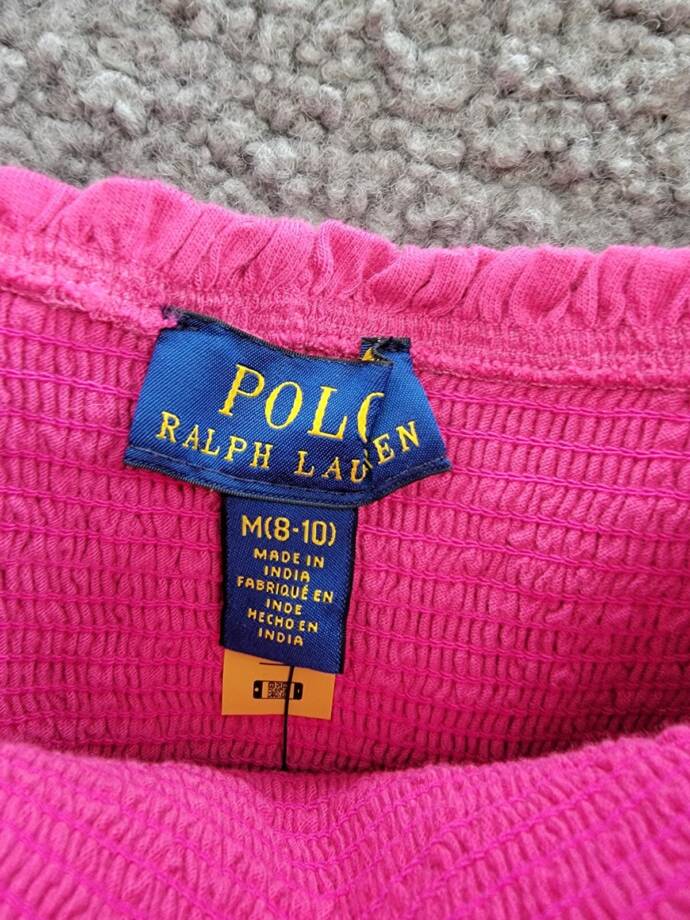 POLO
RALPH LAUREN
M(8-10)
MADE IN
INDIA
FABRIQUÉ EN
INDE
HECHO EN
INDIA